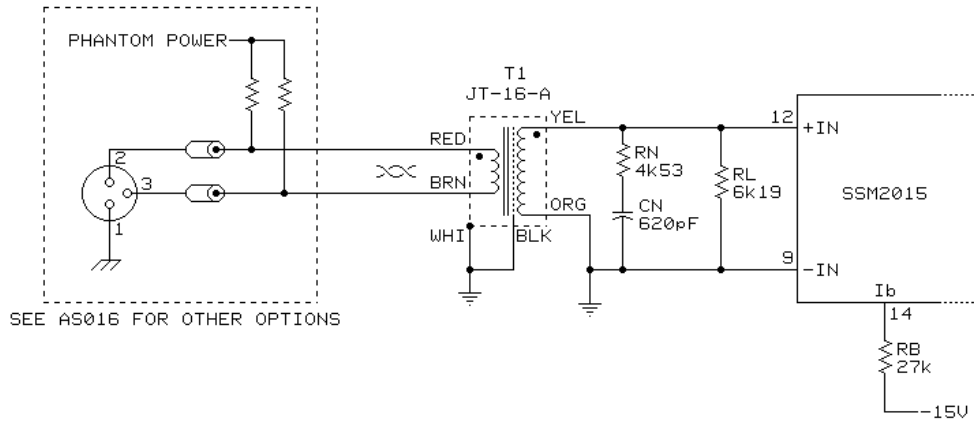 PHANTOM POWER
T1
JT-16-A
YEL
RED
BRN
ORG
WHI
BLK
2
3
1
12
+IN
RN
4k53
RL
6k19
CN
620pF
SSM2015
9
-IN
Ib
14
SEE AS016 FOR OTHER OPTIONS
RB
27k
-15V